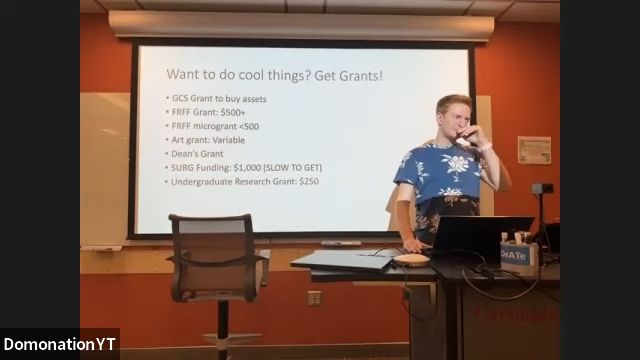 Want to do cool things? Get Grants!
• GCS Grant to buy assets
• FRFF Grant: $500+
• FRFF microgrant <500
• Art grant: Variable
• Dean's Grant
• SURG Funding: $1,000 (SLOW TO GET)
• Undergraduate Research Grant: $250
DomonationYT